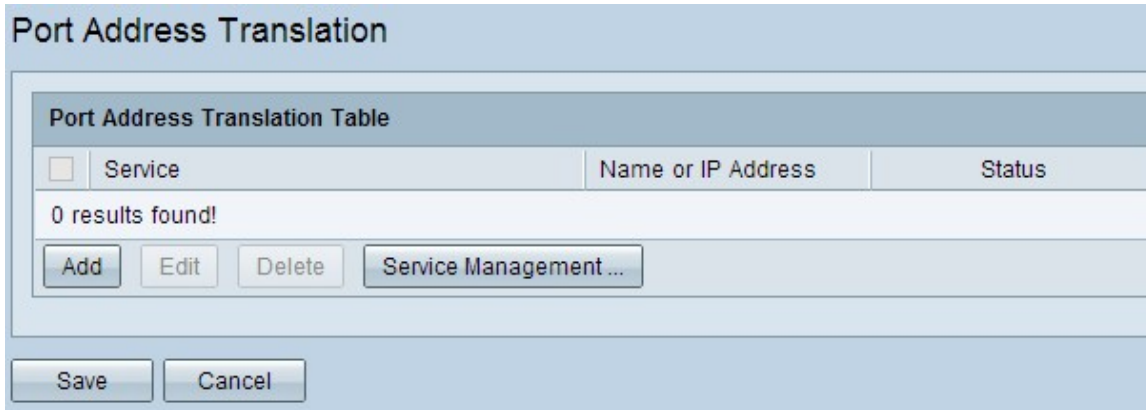 Port Address Translation
Port Address Translation Table
Service Name or IP Address Status
0 results found!
Add Edit Delete Service Management ...
Save Cancel